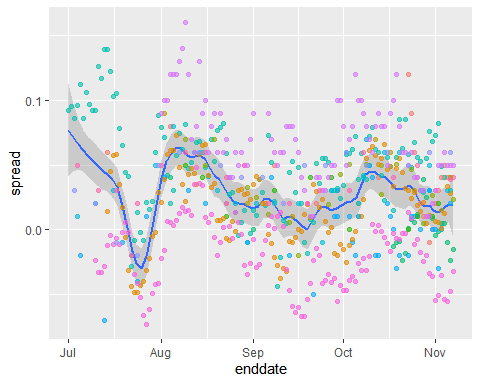 0.1
0.0
spread
Jul Aug Sep Oct Nov
enddate